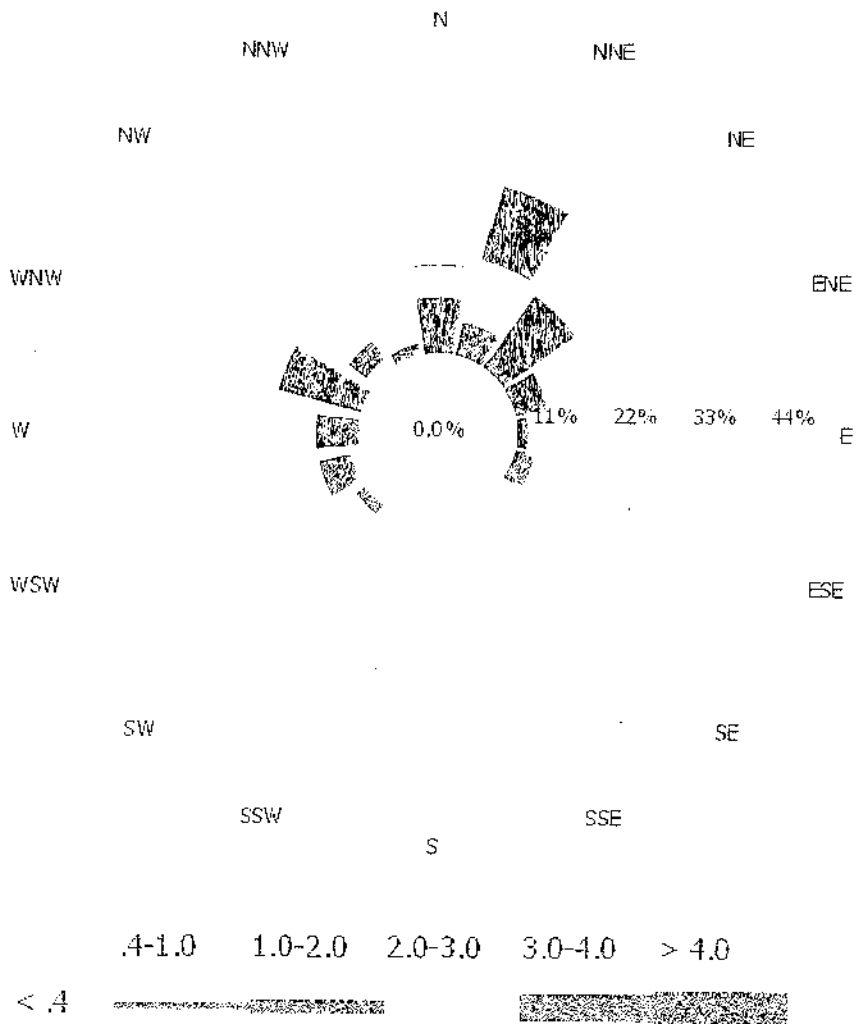 N
NNW NNE
NW NE
WNW ENE
W 0.0% 11% 22% 33% 44% E
WSW ESE
SW SE
SSW SSE
S
.4-1.0 1.0-2.0 2.0-3.0 3.0-4.0 > 4.0
< .4